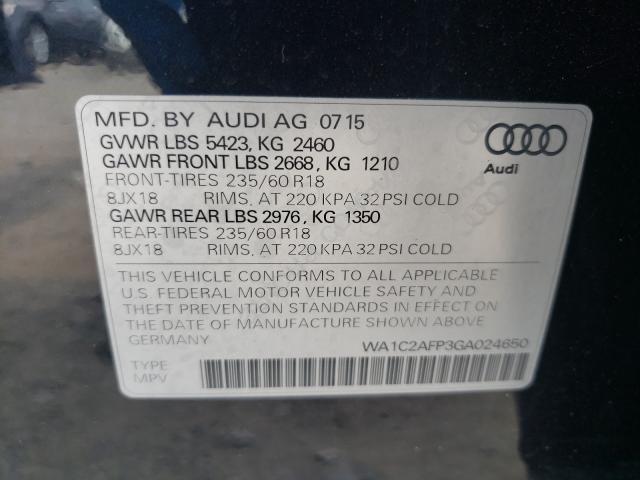 MFD. BY AUDI AG 07 15
GVWR LBS 5423, KG 2460
GAWR FRONT LBS 2668, KG 1210
FRONT-TIRES 235/60 R18
8JX18 RIMS, AT 220 KPA 32 PSI COLD
GAWR REAR LBS 2976, KG 1350
REAR-TIRES 235/60 R18
8JX18 RIMS, AT 220 KPA 32 PSI COLD
Audi
THIS VEHICLE CONFORMS TO ALL APPLICABLE
U.S. FEDERAL MOTOR VEHICLE SAFETY AND
THEFT PREVENTION STANDARDS IN EFFECT ON
THE DATE OF MANUFACTURE SHOWN ABOVE.
GERMANY
WA1C2AFP3GA024650
TYPE:
MPV